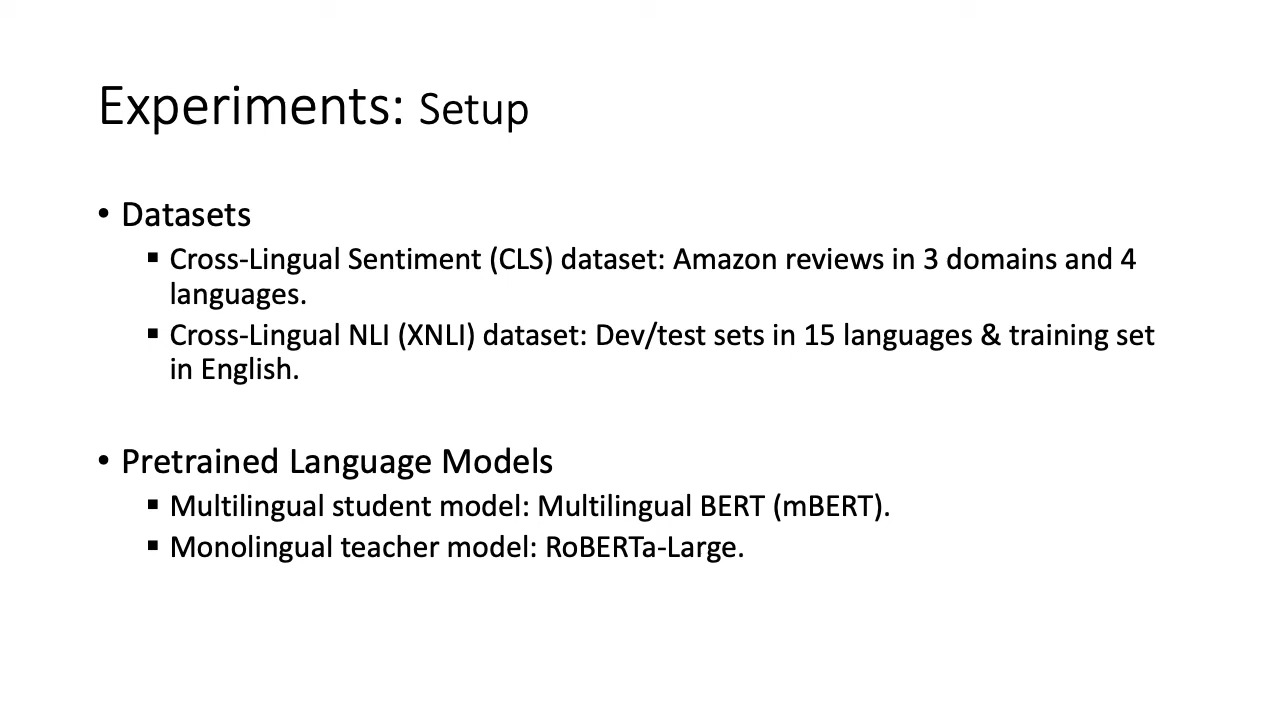 Experiments: Setup
• Datasets
▪ Cross-Lingual Sentiment (CLS) dataset: Amazon reviews in 3 domains and 4
languages.
▪ Cross-Lingual NLI (XNLI) dataset: Dev/test sets in 15 languages & training set
in English.
• Pretrained Language Models
▪ Multilingual student model: Multilingual BERT (mBERT).
▪ Monolingual teacher model: RoBERTa-Large.